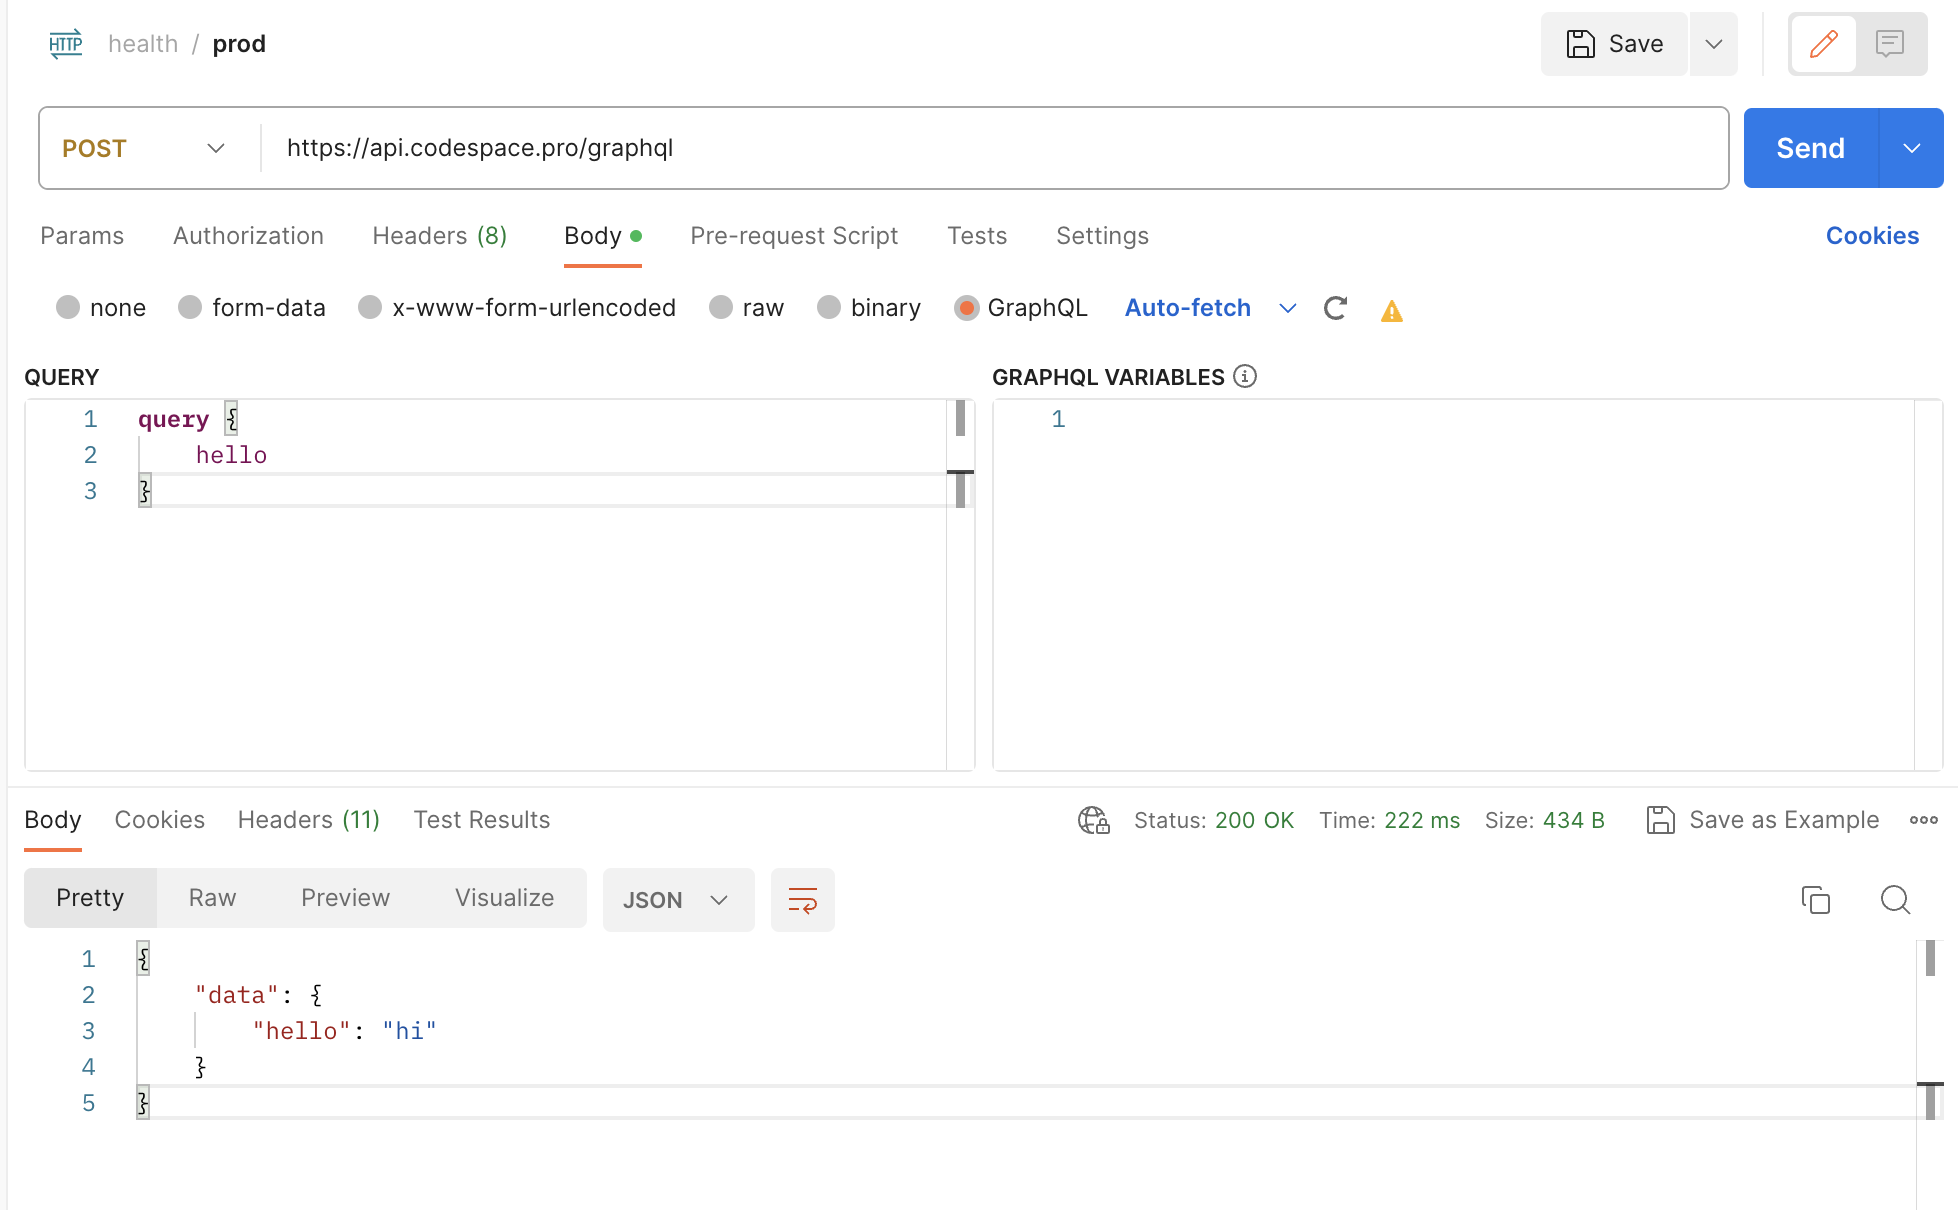 HTTP health / prod Save
POST https://api.codespace.pro/graphql Send
Params Authorization Headers (8) Body Pre-request Script Tests Settings Cookies
none form-data x-www-form-urlencoded raw binary GraphQL Auto-fetch
QUERY
1 query {
2 hello
3 }
GRAPHQL VARIABLES
1
Body Cookies Headers (11) Test Results Status: 200 OK Time: 222 ms Size: 434 B Save as Example
Pretty Raw Preview Visualize JSON
1 {
2 "data": {
3 "hello": "hi"
4 }
5 }